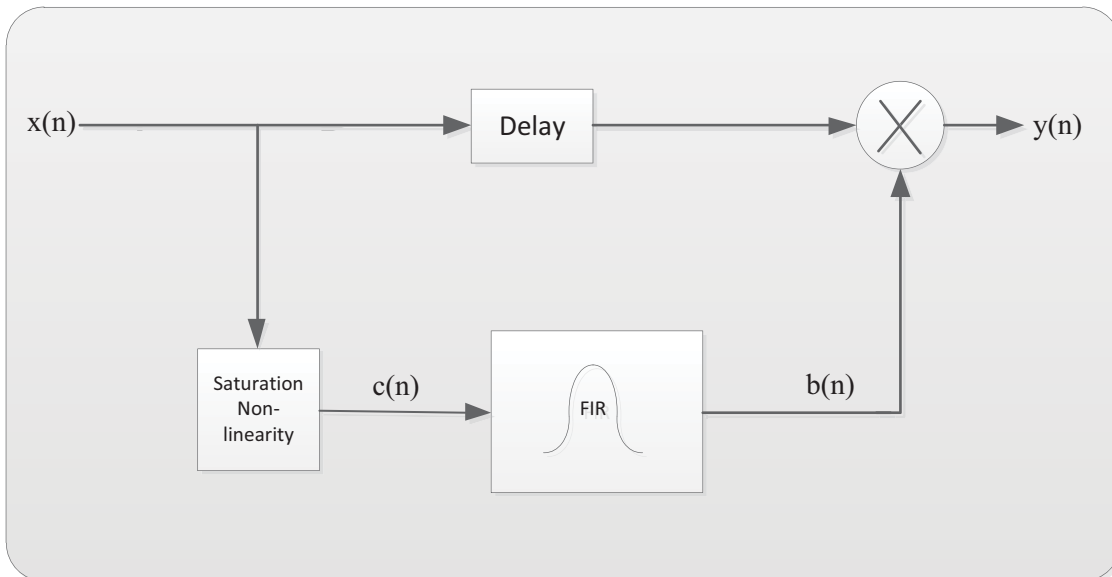 x(n)
Delay
y(n)
Saturation
Non-
linearity
c(n)
FIR
b(n)